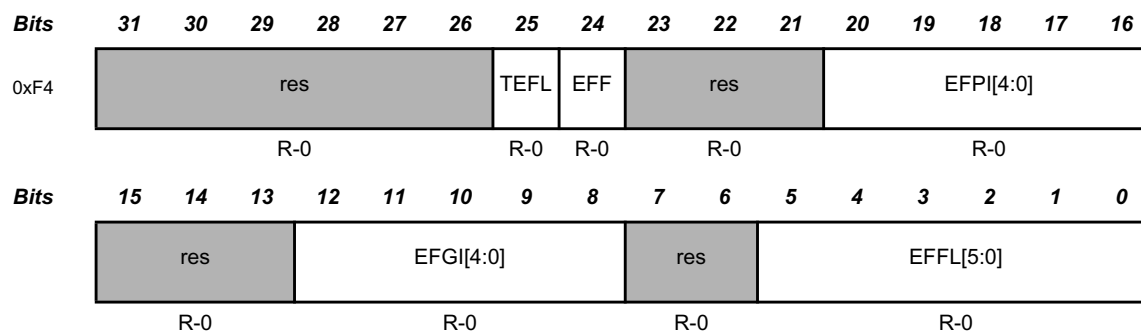 Bits 31 30 29 28 27 26 25 24 23 22 21 20 19 18 17 16
0xF4 res TEFL EFF res EFPI[4:0]
R-0 R-0 R-0 R-0 R-0
Bits 15 14 13 12 11 10 9 8 7 6 5 4 3 2 1 0
res EFGI[4:0] res EFFL[5:0]
R-0 R-0 R-0 R-0